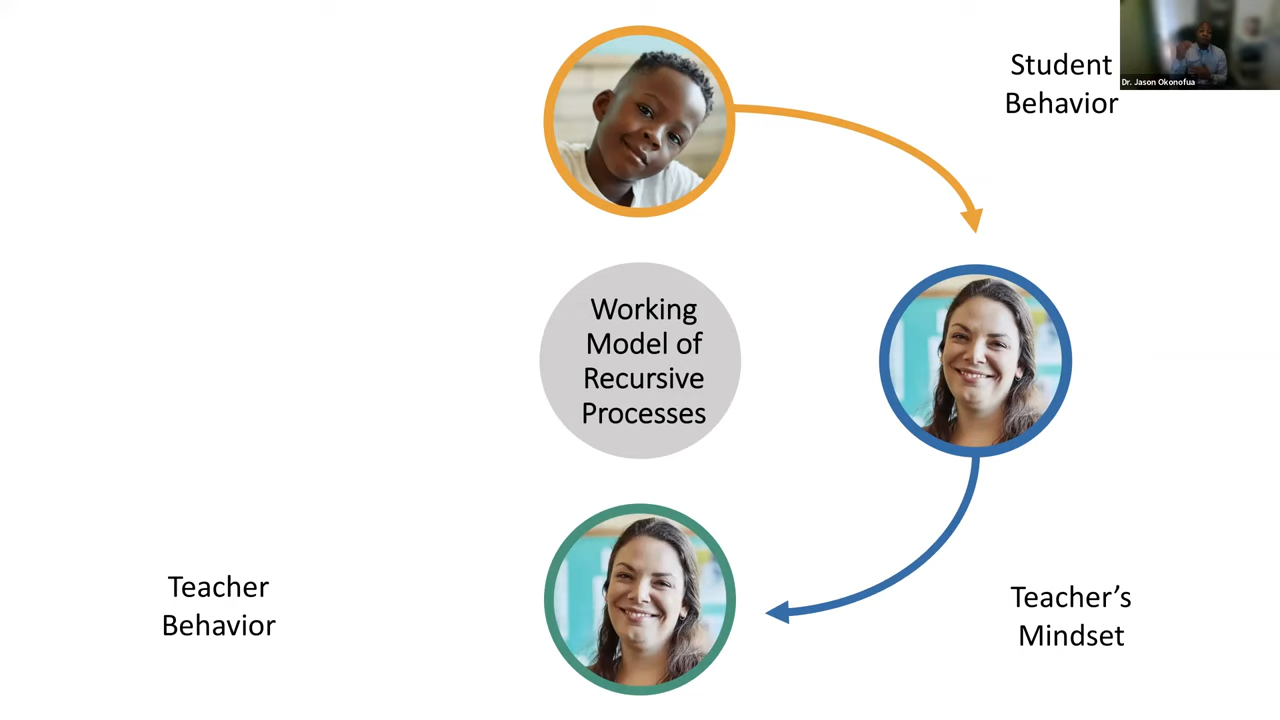 Student
Behavior
Dr. Jason Okonofua
Working
Model of
Recursive
Processes
Teacher
Behavior
Teacher’s
Mindset